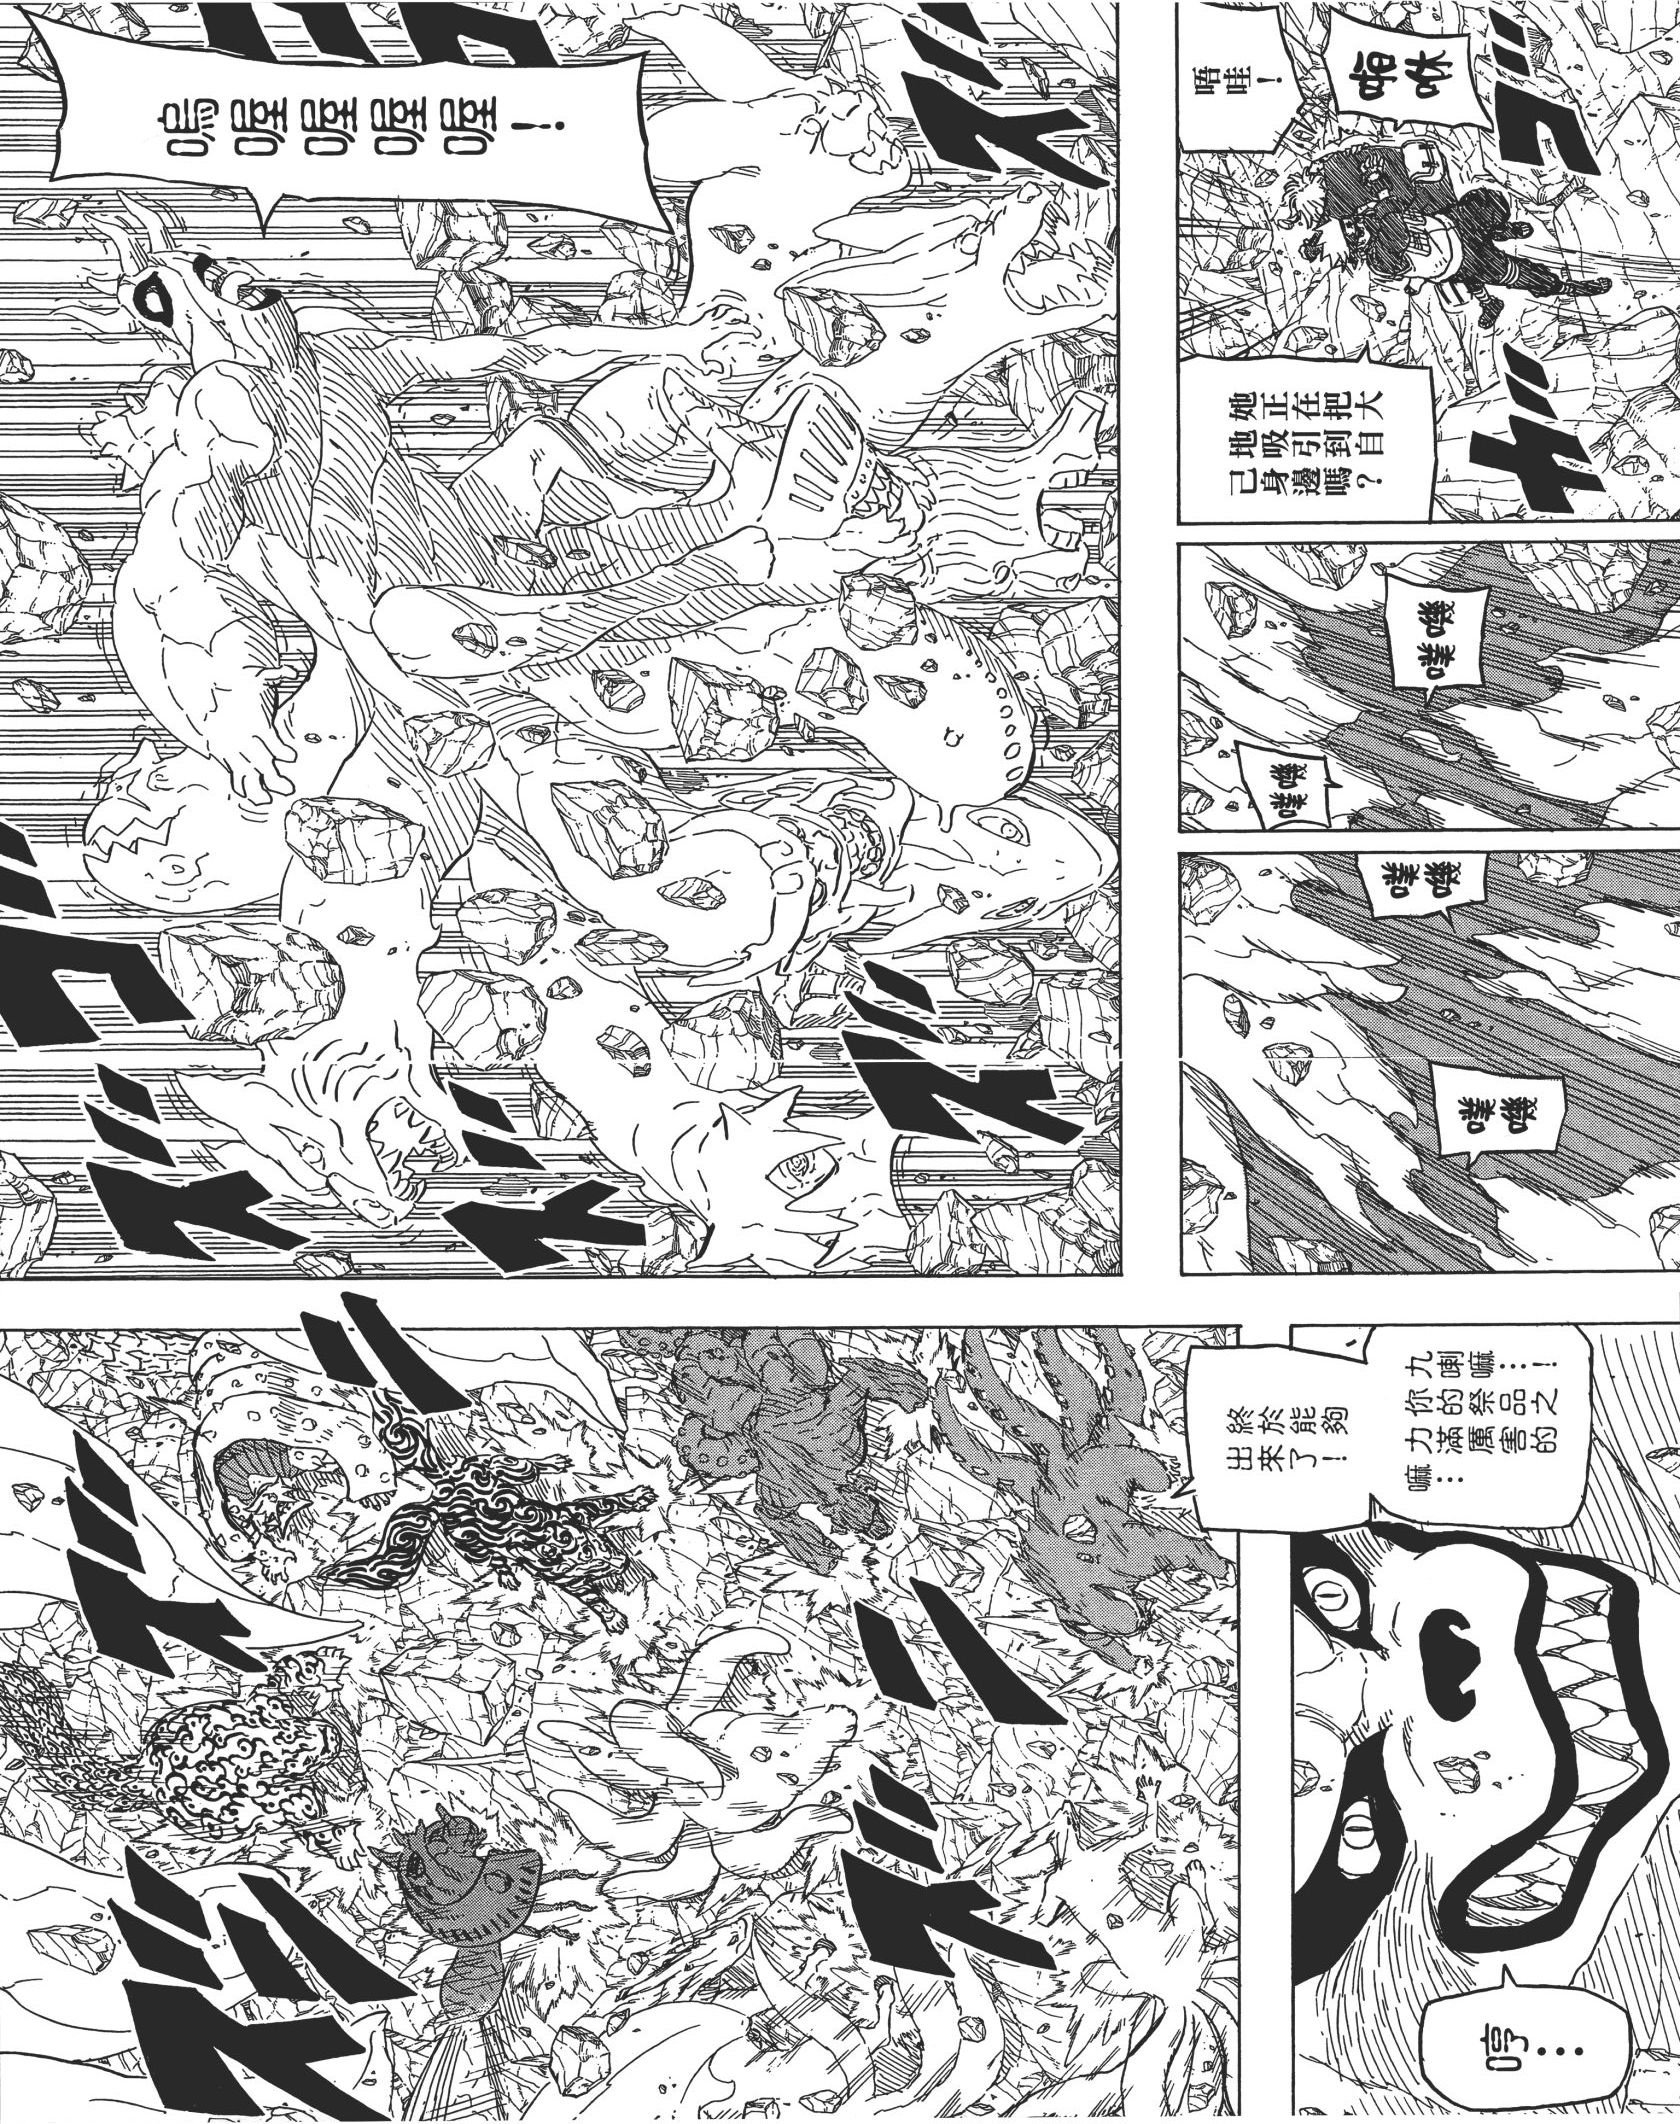 嗚喔喔喔喔!
唔哇!
啪咻
她正在把大
地吸引到自
己身邊嗎?
噗嘰
噗嘰
噗嘰
噗嘰
終於能夠
出來了!
九喇嘛…!
你的祭品之
力滿厲害的
嘛…
哼…